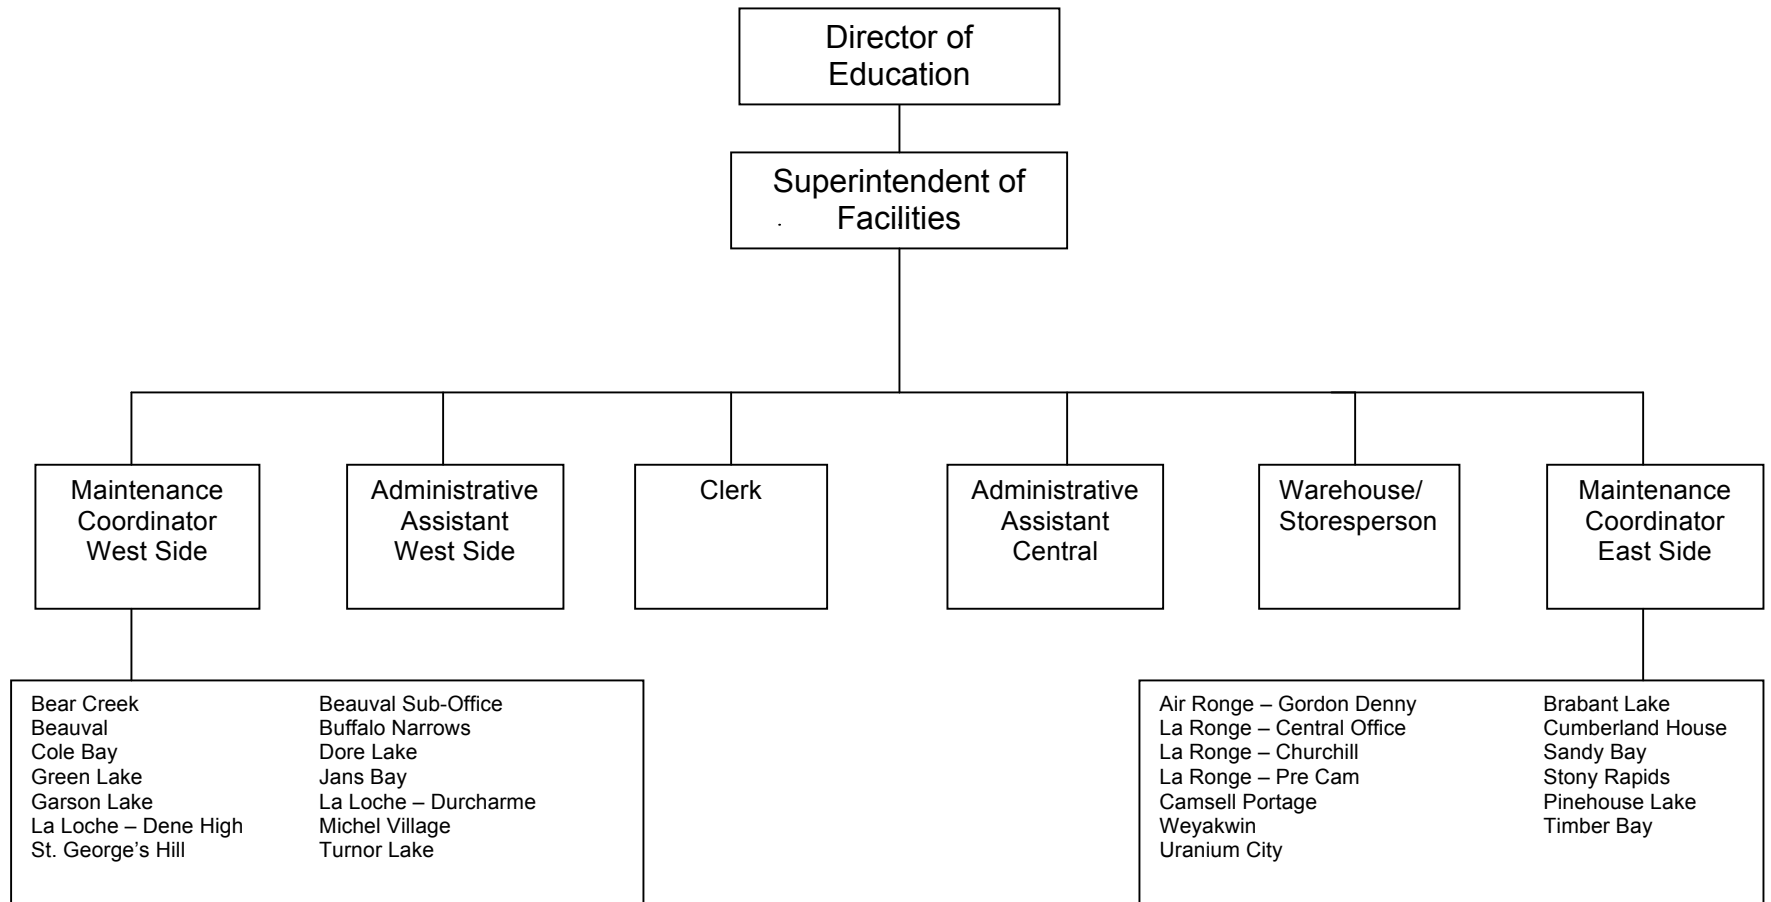 Director of
Education
Superintendent of
. Facilities
Maintenance
Coordinator
West Side
Administrative
Assistant
West Side
Clerk
Administrative
Assistant
Central
Warehouse/
Storesperson
Maintenance
Coordinator
East Side
Bear Creek
Beauval
Cole Bay
Green Lake
Garson Lake
La Loche – Dene High
St. George’s Hill
Beauval Sub-Office
Buffalo Narrows
Dore Lake
Jans Bay
La Loche – Durcharme
Michel Village
Turnor Lake
Air Ronge – Gordon Denny
La Ronge – Central Office
La Ronge – Churchill
La Ronge – Pre Cam
Camsell Portage
Weyakwin
Uranium City
Brabant Lake
Cumberland House
Sandy Bay
Stony Rapids
Pinehouse Lake
Timber Bay